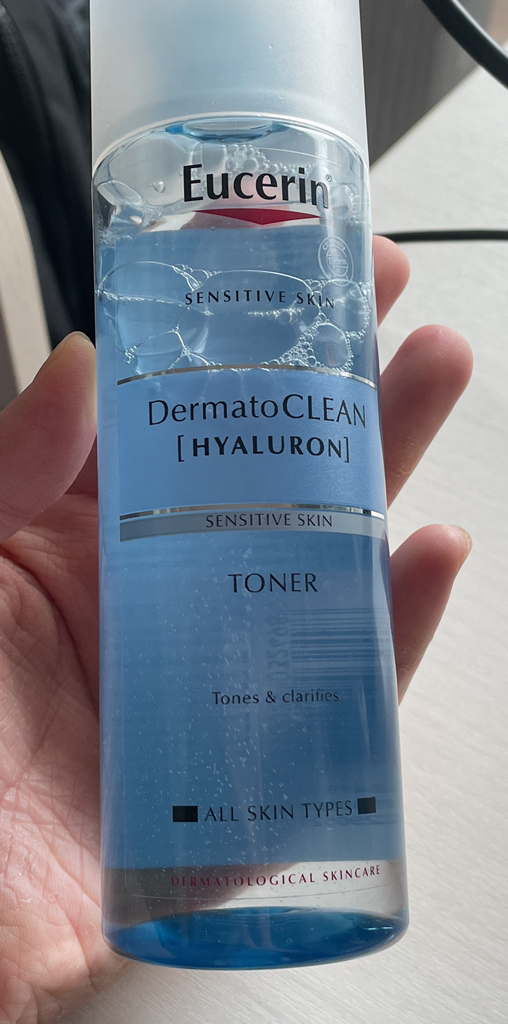 Eucerin®
SENSITIVE SKIN
DermatoCLEAN
[HYALURON]
SENSITIVE SKIN
TONER
Tones & clarifies
ALL SKIN TYPES
DERMATOLOGICAL SKINCARE